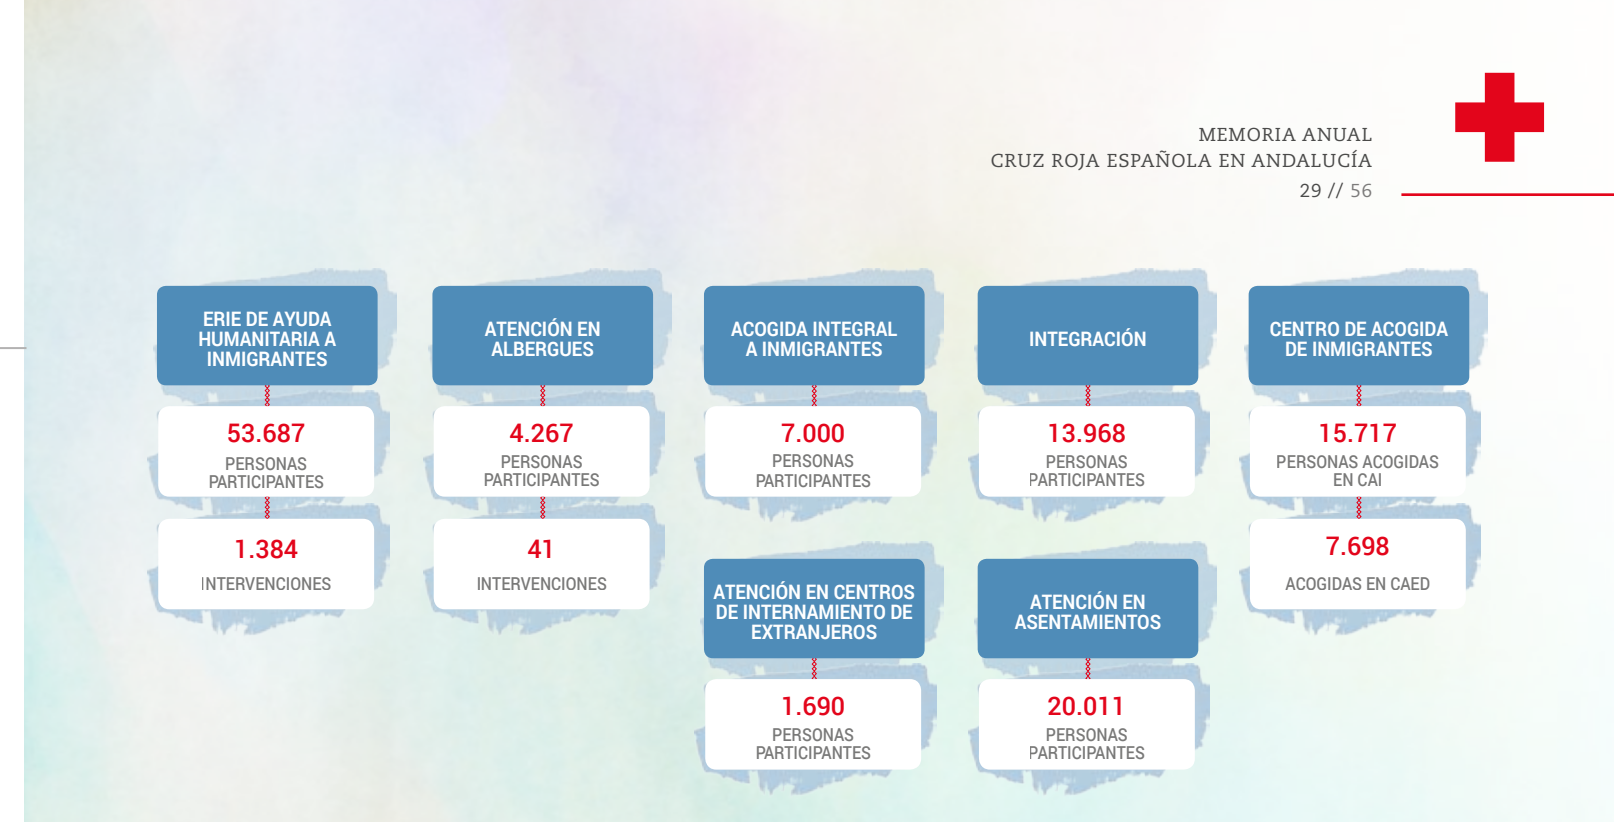 MEMORIA ANUAL
CRUZ ROJA ESPAÑOLA EN ANDALUCÍA
29 // 56
ERIE DE AYUDA
HUMANITARIA A
INMIGRANTES
53.687
PERSONAS
PARTICIPANTES
1.384
INTERVENCIONES
ATENCIÓN EN
ALBERGUES
4.267
PERSONAS
PARTICIPANTES
41
INTERVENCIONES
ACOGIDA INTEGRAL
A INMIGRANTES
7.000
PERSONAS
PARTICIPANTES
INTEGRACIÓN
13.968
PERSONAS
PARTICIPANTES
CENTRO DE ACOGIDA
DE INMIGRANTES
15.717
PERSONAS ACOGIDAS
EN CAI
7.698
ACOGIDAS EN CAED
ATENCIÓN EN CENTROS
DE INTERNAMIENTO DE
EXTRANJEROS
1.690
PERSONAS
PARTICIPANTES
ATENCIÓN EN
ASENTAMIENTOS
20.011
PERSONAS
PARTICIPANTES